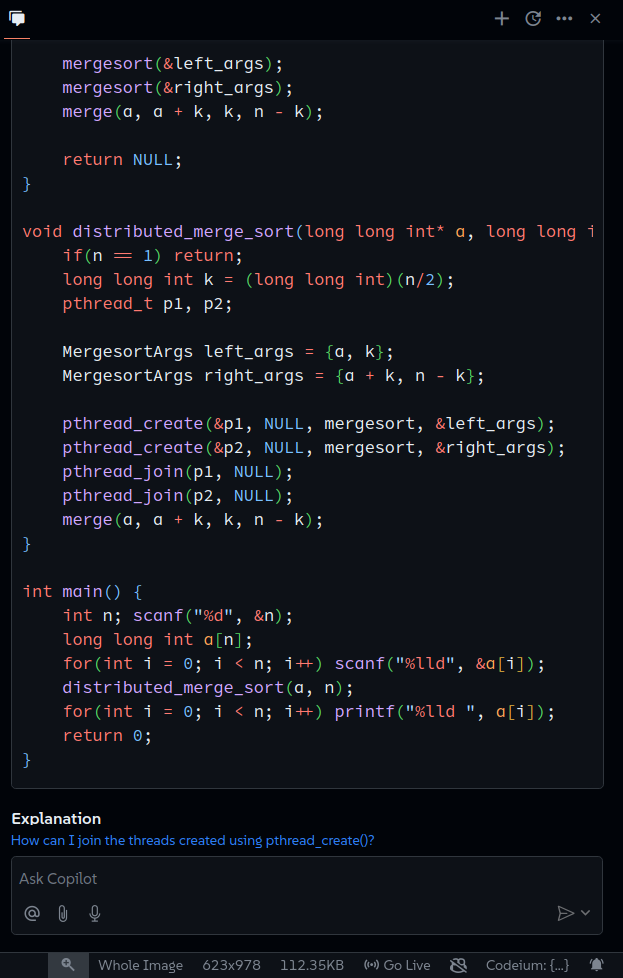 mergesort(&left_args);
    mergesort(&right_args);
    merge(a, a + k, k, n - k);

    return NULL;
}

void distributed_merge_sort(long long int* a, long long i
    if(n == 1) return;
    long long int k = (long long int)(n/2);
    pthread_t p1, p2;

    MergesortArgs left_args = {a, k};
    MergesortArgs right_args = {a + k, n - k};

    pthread_create(&p1, NULL, mergesort, &left_args);
    pthread_create(&p2, NULL, mergesort, &right_args);
    pthread_join(p1, NULL);
    pthread_join(p2, NULL);
    merge(a, a + k, k, n - k);
}

int main() {
    int n; scanf("%d", &n);
    long long int a[n];
    for(int i = 0; i < n; i++) scanf("%lld", &a[i]);
    distributed_merge_sort(a, n);
    for(int i = 0; i < n; i++) printf("%lld ", a[i]);
    return 0;
}

Explanation
How can I join the threads created using pthread_create()?
Ask Copilot
Whole Image 623x978 112.35KB Go Live Codeium: {...}